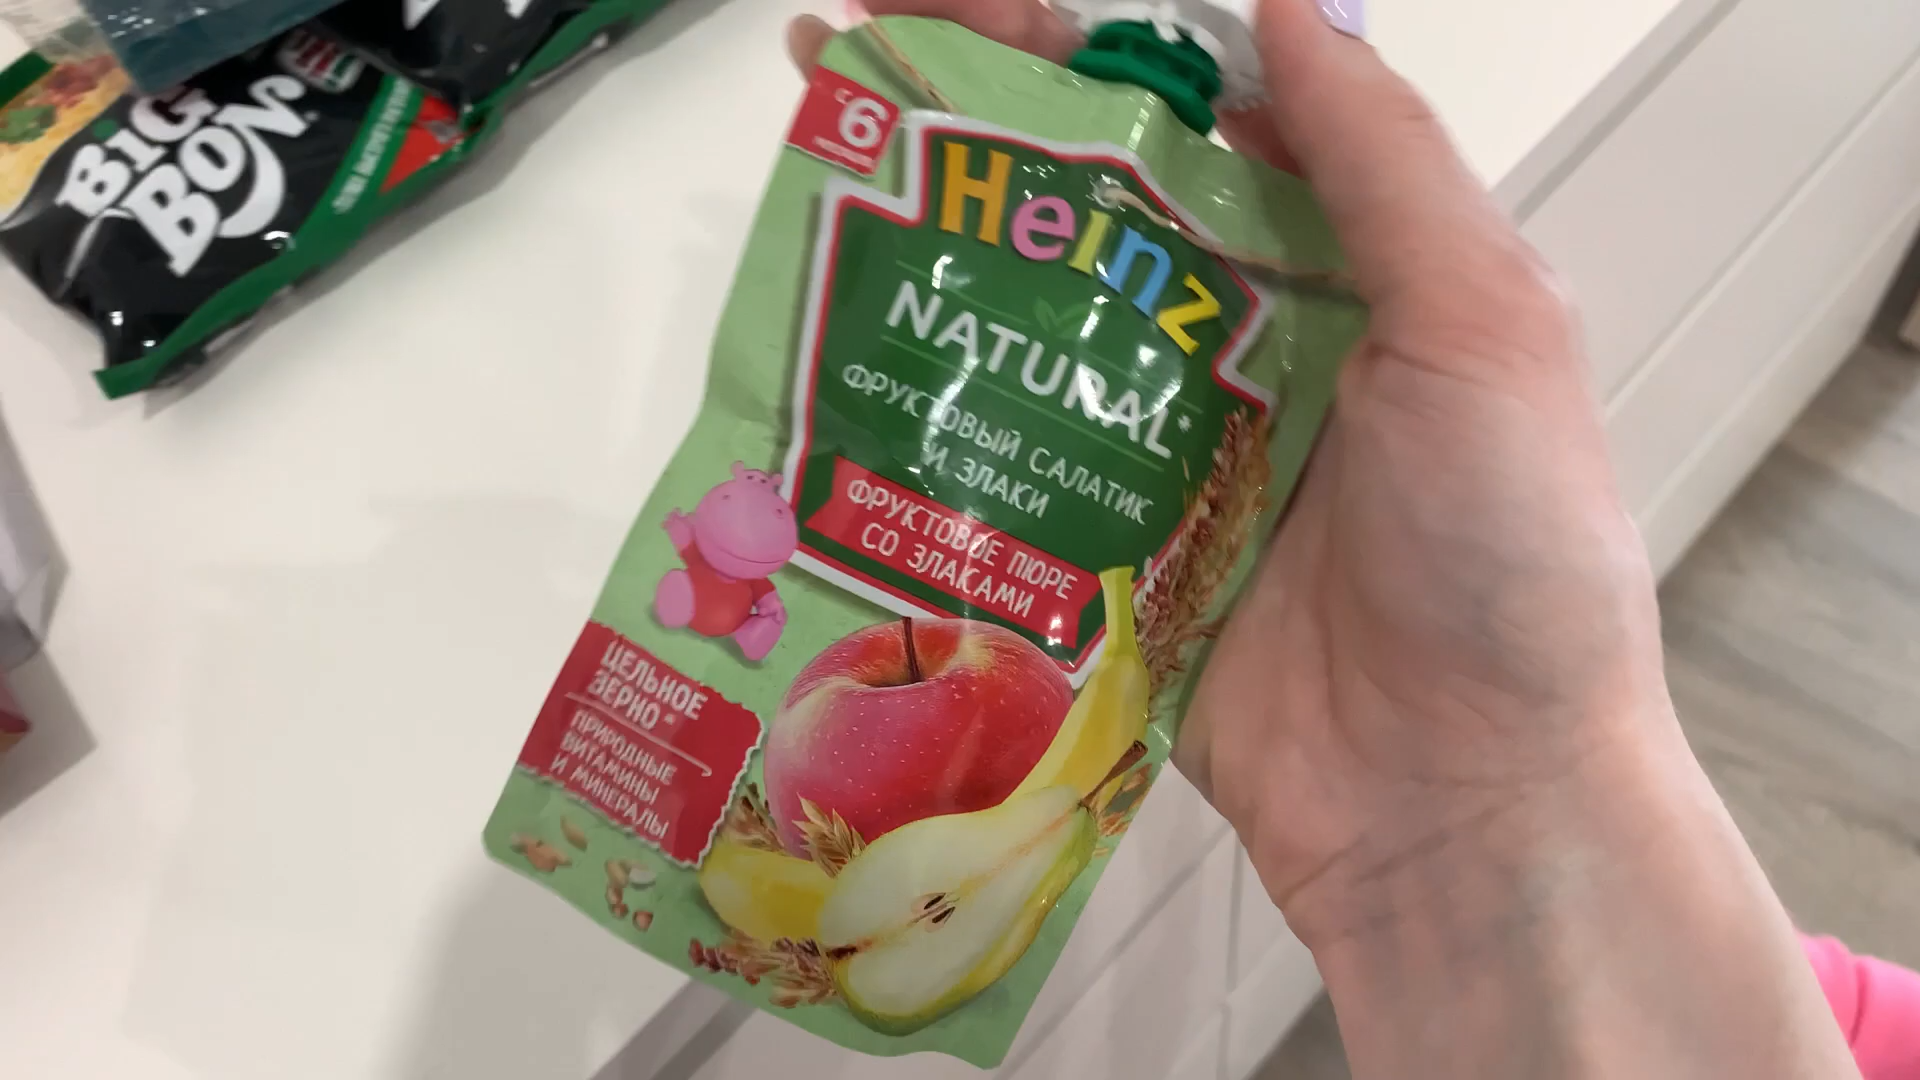 BIG
BON
с 6
Heinz
NATURAL*
ФРУКТОВЫЙ САЛАТИК
И ЗЛАКИ
ФРУКТОВОЕ ПЮРЕ
СО ЗЛАКАМИ
ЦЕЛЬНОЕ
ЗЕРНО*
ПРИРОДНЫЕ
ВИТАМИНЫ
И МИНЕРАЛЫ